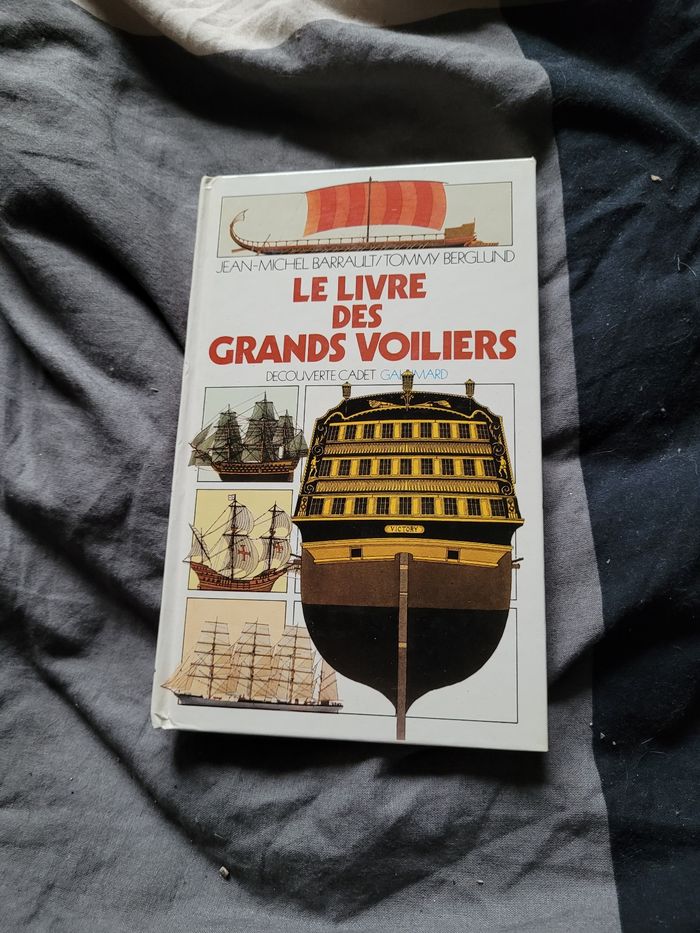 JEAN-MICHEL BARRAULT/TOMMY BERGLUND
LE LIVRE
DES
GRANDS VOILIERS
DECOUVERTE CADET GALLIMARD
VICTORY